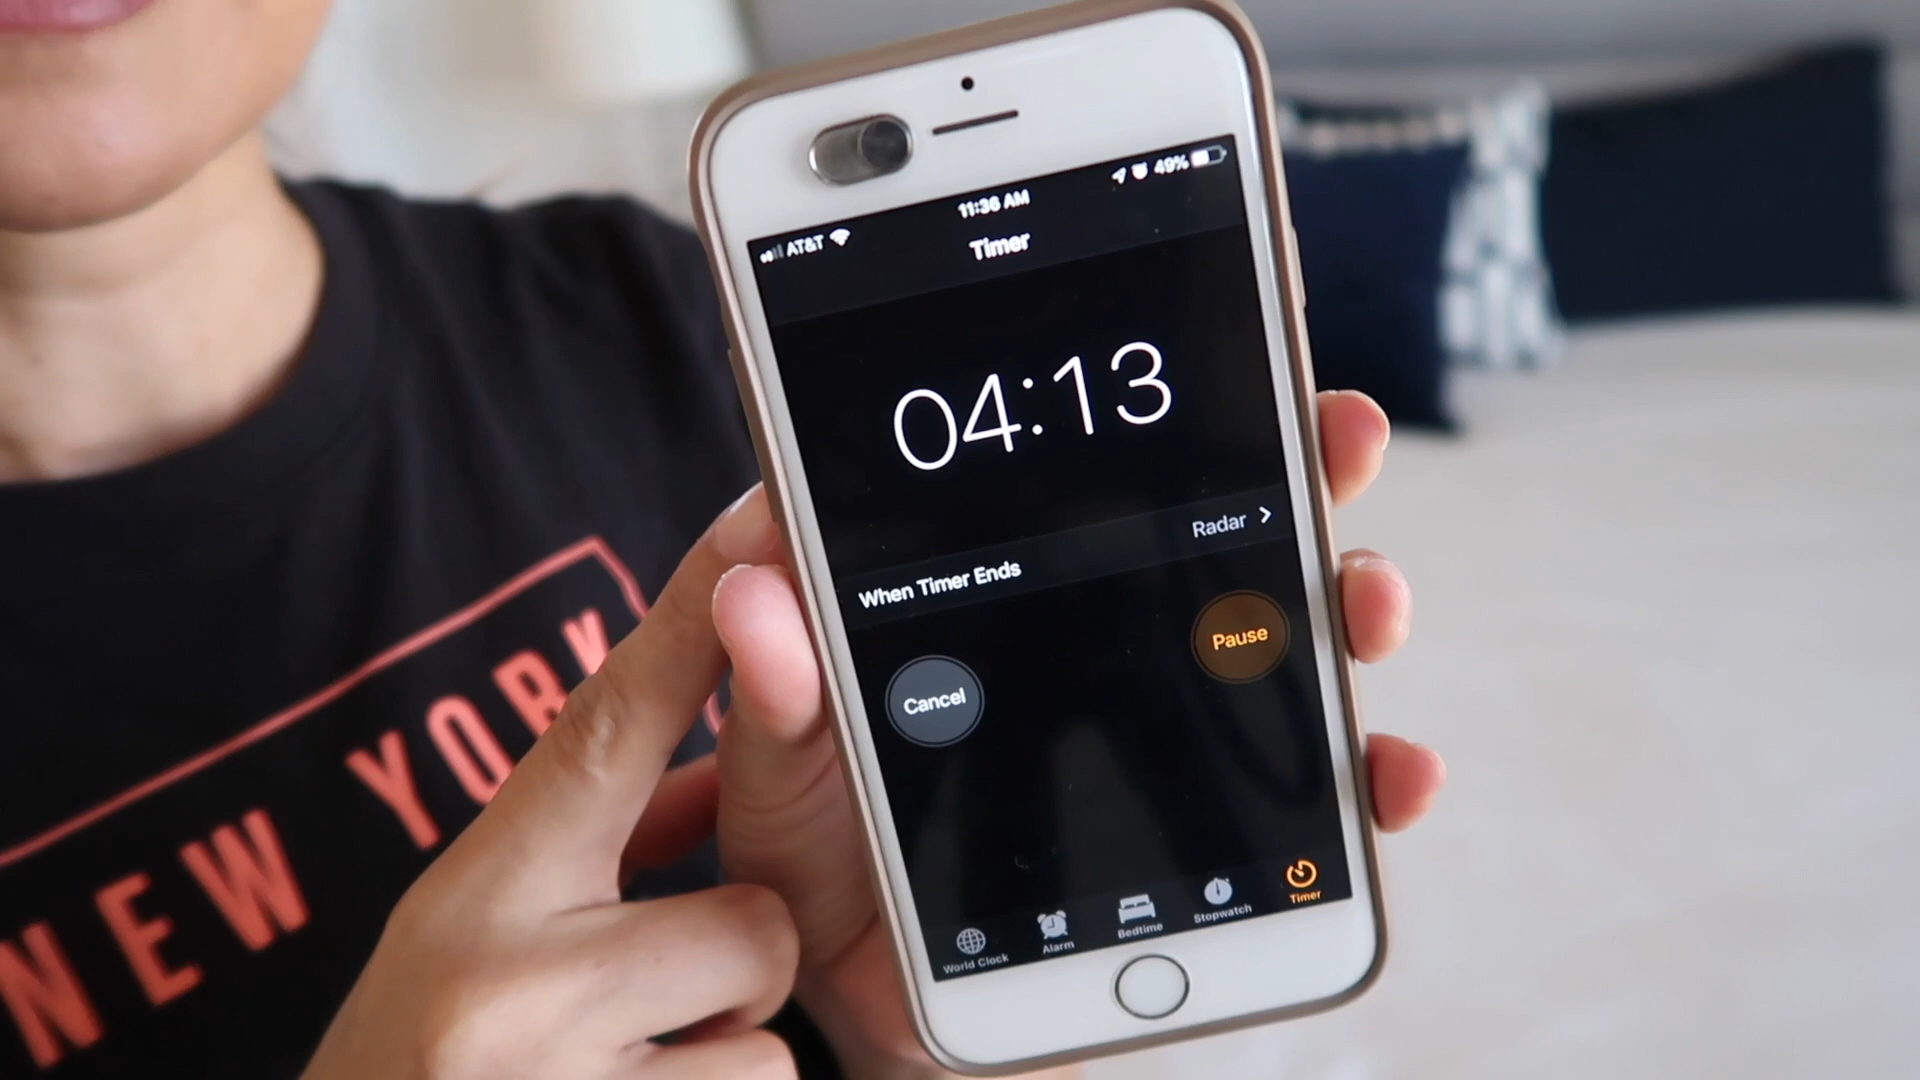 AT&T 11:36 AM 49%
Timer
04:13
When Timer Ends Radar
Cancel Pause
World Clock Alarm Bedtime Stopwatch Timer
NEW YORK